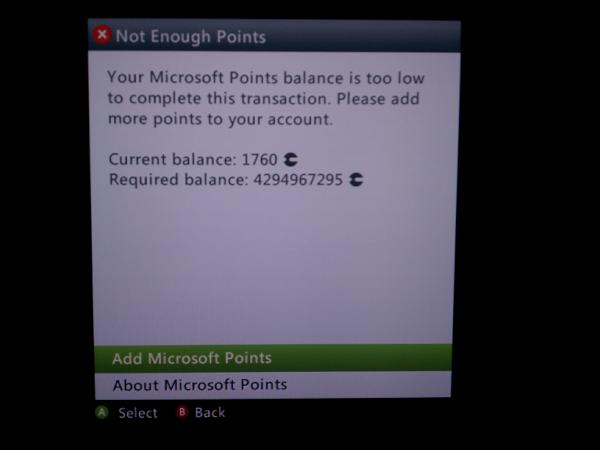 Not Enough Points
Your Microsoft Points balance is too low
to complete this transaction. Please add
more points to your account.
Current balance: 1760
Required balance: 4294967295
Add Microsoft Points
About Microsoft Points
A Select B Back